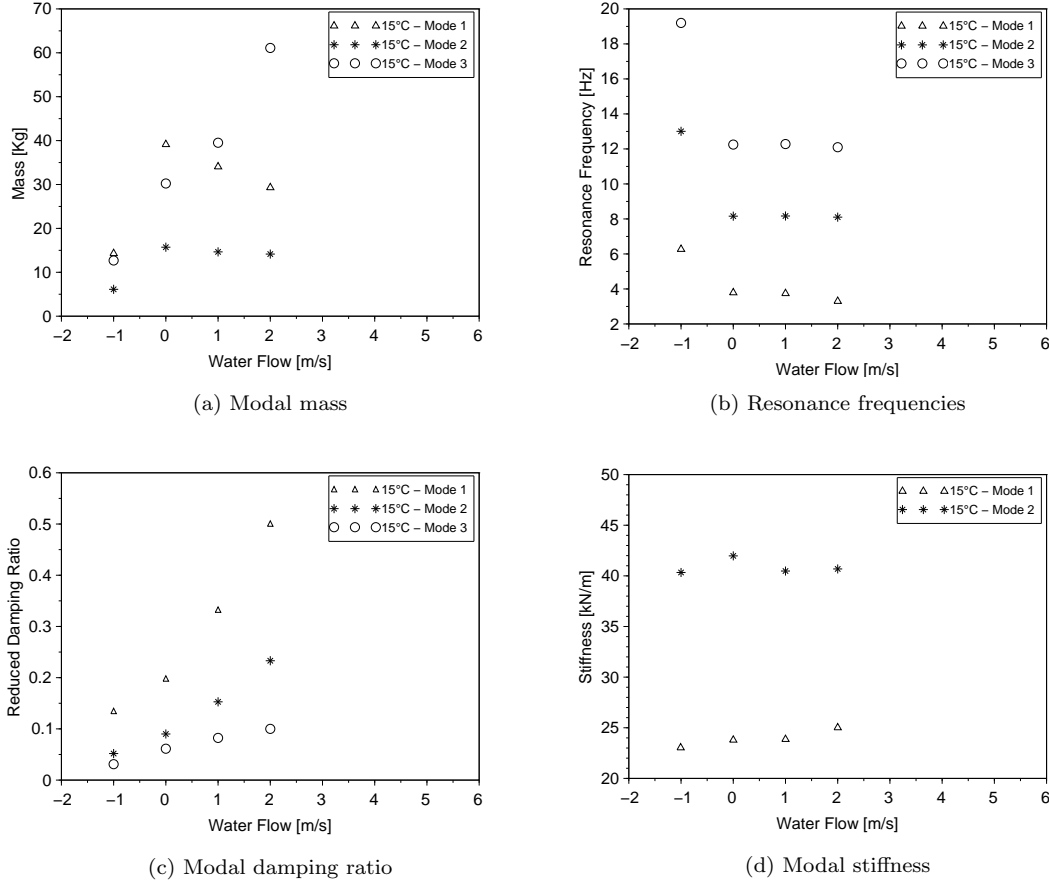 70
60
50
40
30
20
10
0
Mass [Kg]
−2 −1 0 1 2 3 4 5 6
Water Flow [m/s]
15°C − Mode 1
15°C − Mode 2
15°C − Mode 3
(a) Modal mass
20
18
16
14
12
10
8
6
4
2
Resonance Frequency [Hz]
−2 −1 0 1 2 3 4 5 6
Water Flow [m/s]
15°C − Mode 1
15°C − Mode 2
15°C − Mode 3
(b) Resonance frequencies
0.6
0.5
0.4
0.3
0.2
0.1
0
Reduced Damping Ratio
−2 −1 0 1 2 3 4 5 6
Water Flow [m/s]
15°C − Mode 1
15°C − Mode 2
15°C − Mode 3
(c) Modal damping ratio
50
45
40
35
30
25
20
Stiffness [kN/m]
−2 −1 0 1 2 3 4 5 6
Water Flow [m/s]
15°C − Mode 1
15°C − Mode 2
(d) Modal stiffness